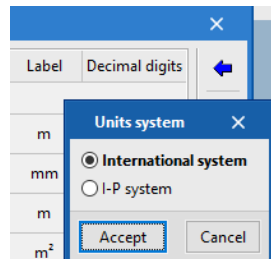 Label Decimal digits
m
mm
m
m²
Units system
International system
I-P system
Accept Cancel